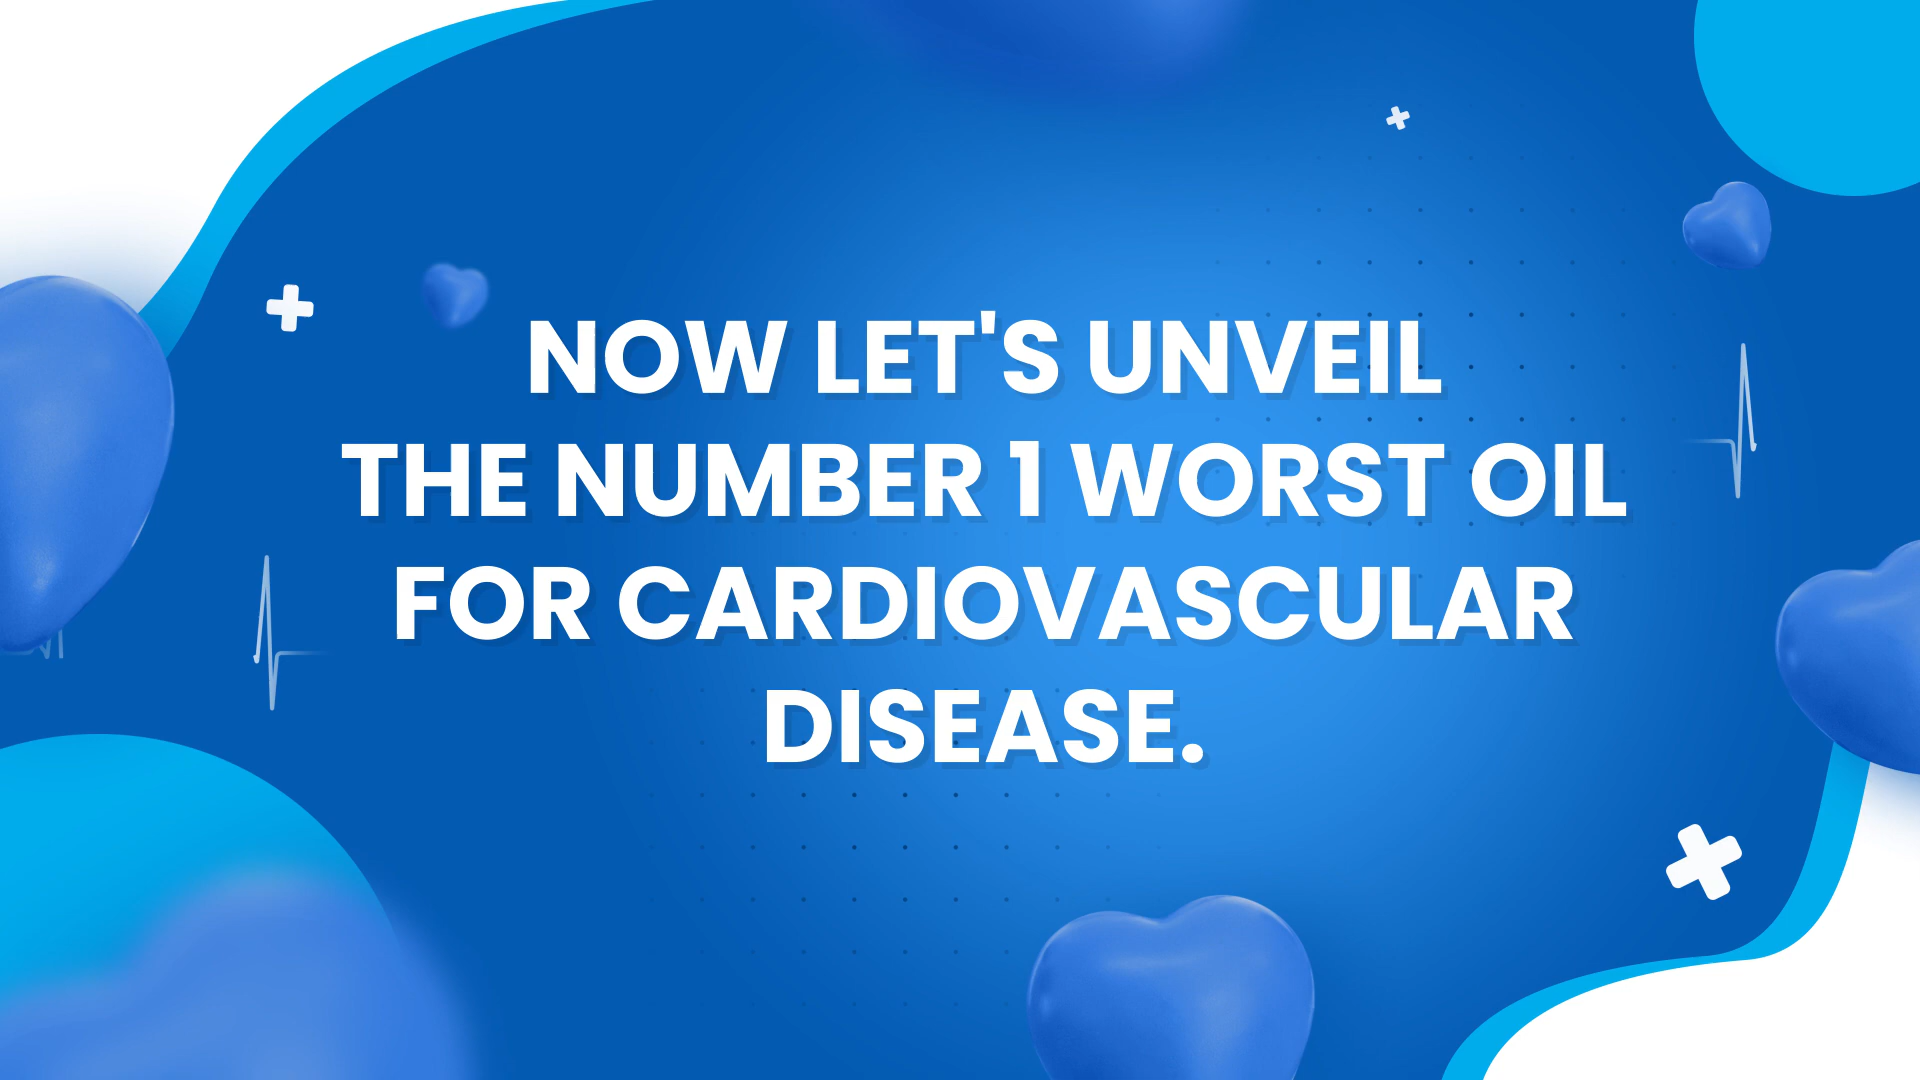 NOW LET'S UNVEIL
THE NUMBER 1 WORST OIL
FOR CARDIOVASCULAR
DISEASE.